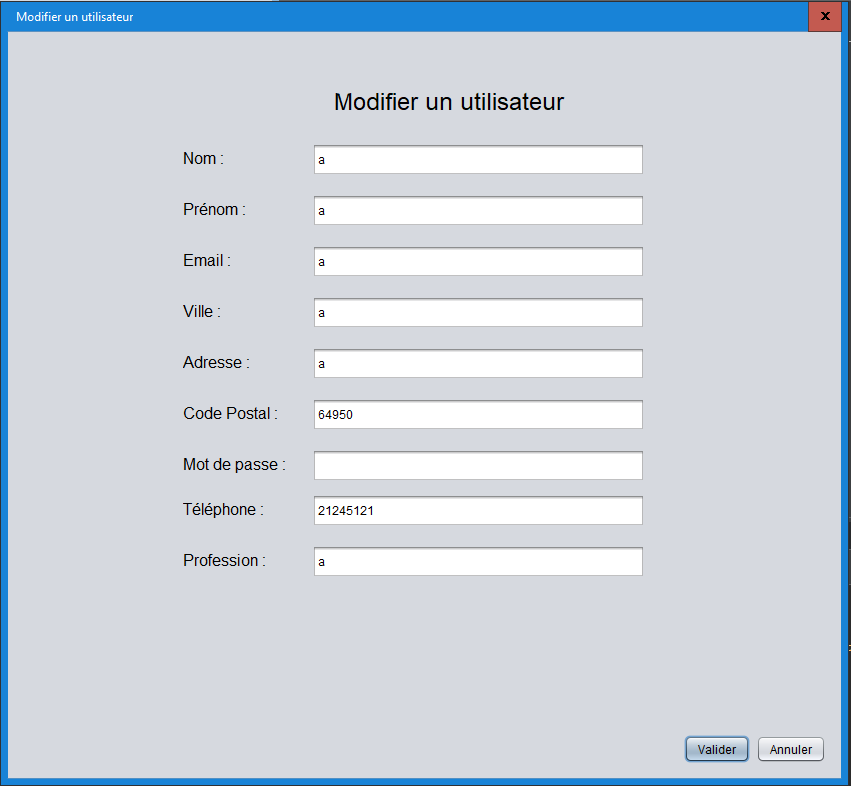 Modifier un utilisateur
x
Modifier un utilisateur
Nom : a
Prénom : a
Email : a
Ville : a
Adresse : a
Code Postal : 64950
Mot de passe :
Téléphone : 21245121
Profession : a
Valider Annuler